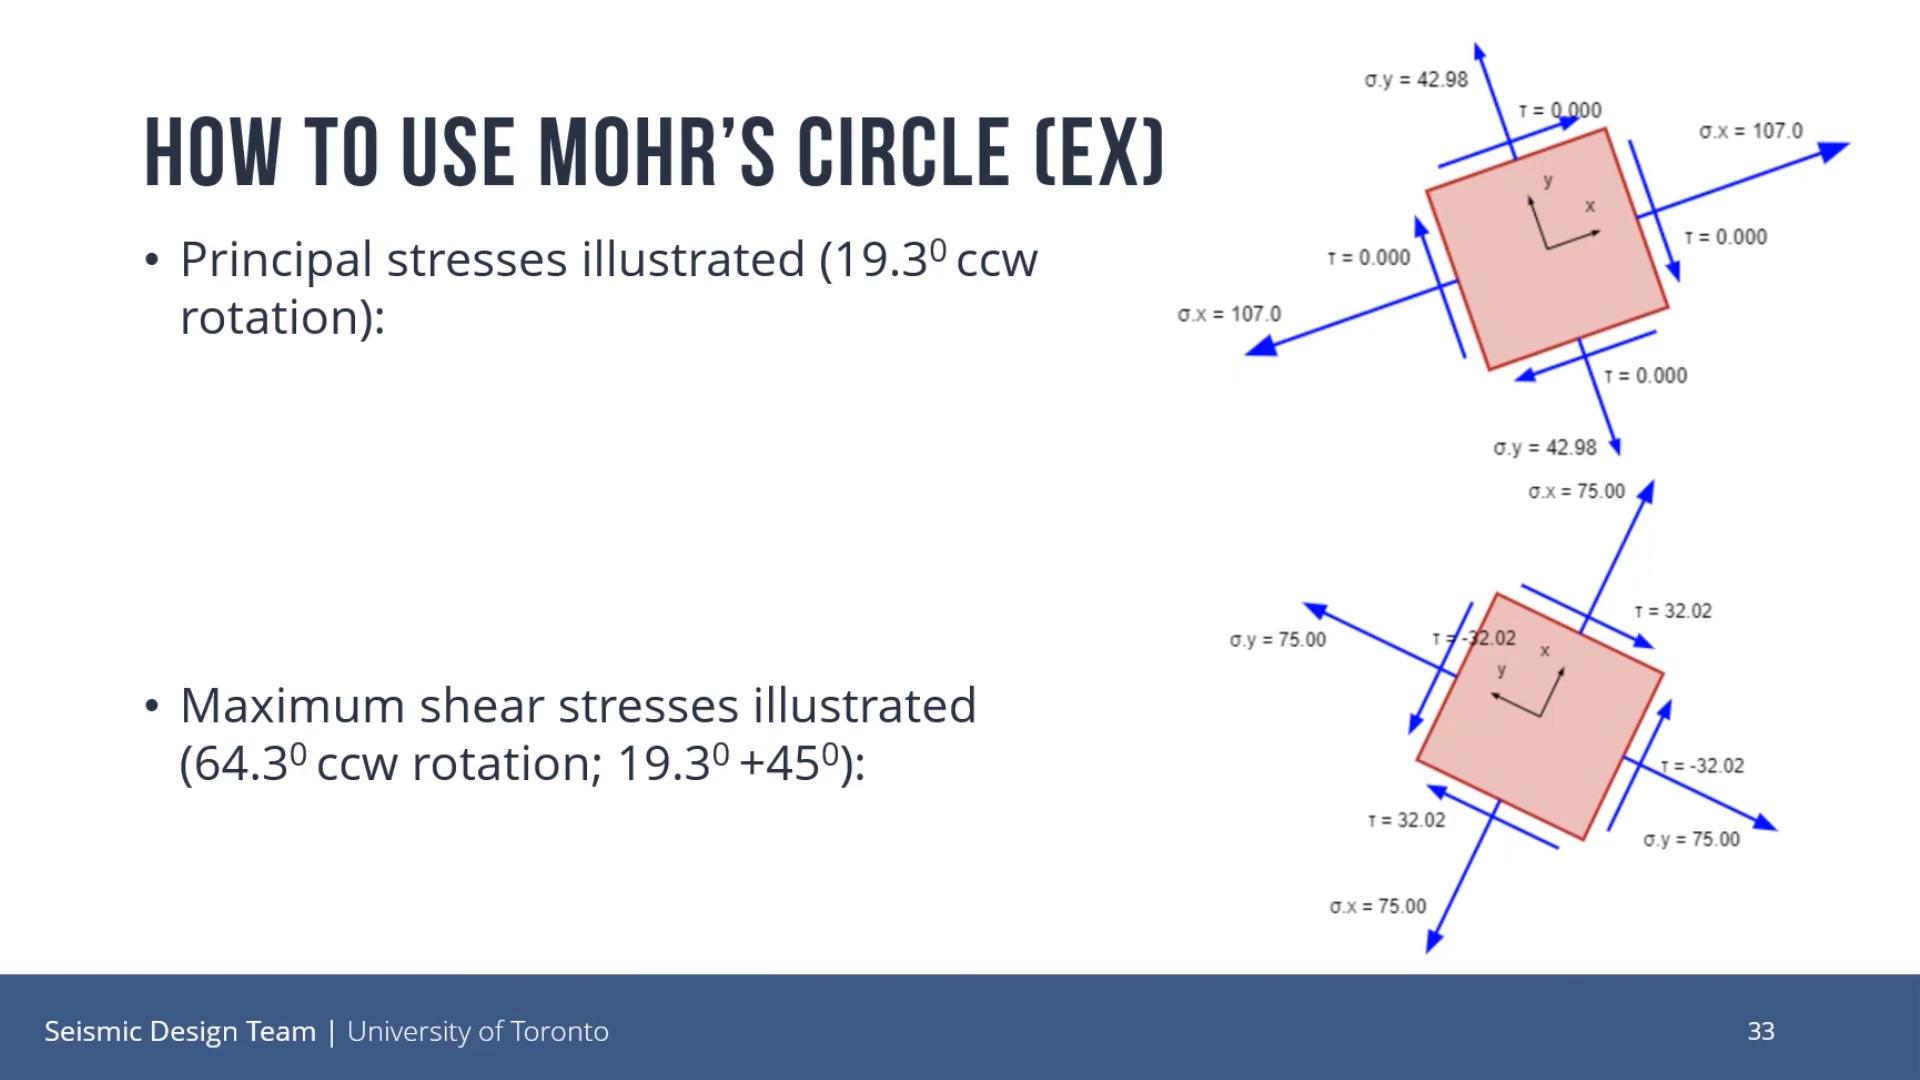 HOW TO USE MOHR’S CIRCLE (EX)
• Principal stresses illustrated (19.3⁰ ccw
rotation):
• Maximum shear stresses illustrated
(64.3⁰ ccw rotation; 19.3⁰ +45⁰):
σ.y = 42.98
τ = 0.000
σ.x = 107.0
y
x
τ = 0.000
τ = 0.000
σ.x = 107.0
τ = 0.000
σ.y = 42.98
σ.x = 75.00
τ = 32.02
σ.y = 75.00
τ = -32.02
x
y
τ = -32.02
τ = 32.02
σ.y = 75.00
σ.x = 75.00
Seismic Design Team | University of Toronto
33